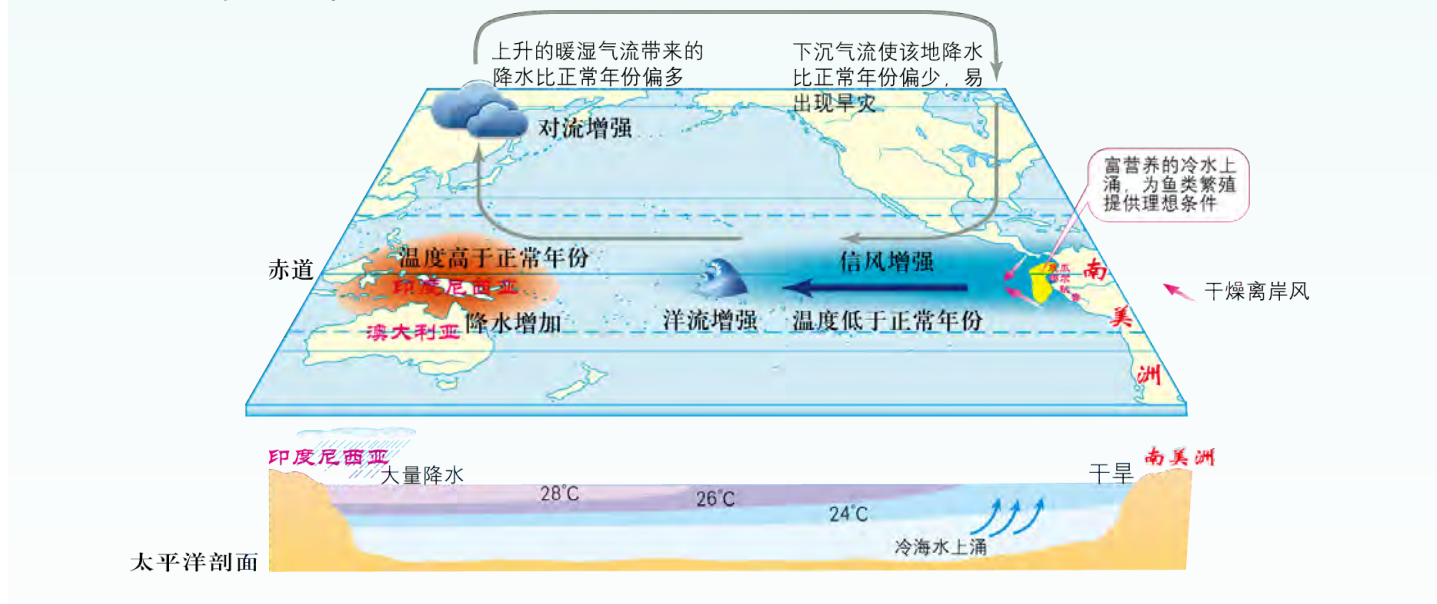 上升的暖湿气流带来的
降水比正常年份偏多
下沉气流使该地降水
比正常年份偏少，易
出现旱灾
对流增强
富营养的冷水上
涌，为鱼类繁殖
提供理想条件
赤道
温度高于正常年份
印度尼西亚
信风增强
南
美
洲
干燥离岸风
澳大利亚
降水增加
洋流增强
温度低于正常年份
印度尼西亚
大量降水
干旱
南美洲
28℃
26℃
24℃
冷海水上涌
太平洋剖面